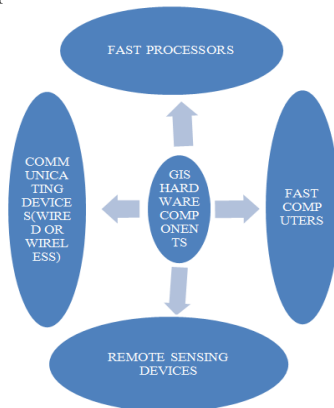 FAST PROCESSORS
COMM
UNICA
TING
DEVICE
S(WIRE
D OR
WIREL
ESS)
GIS
HARD
WARE
COMP
ONEN
TS
FAST
COMP
UTERS
REMOTE SENSING
DEVICES